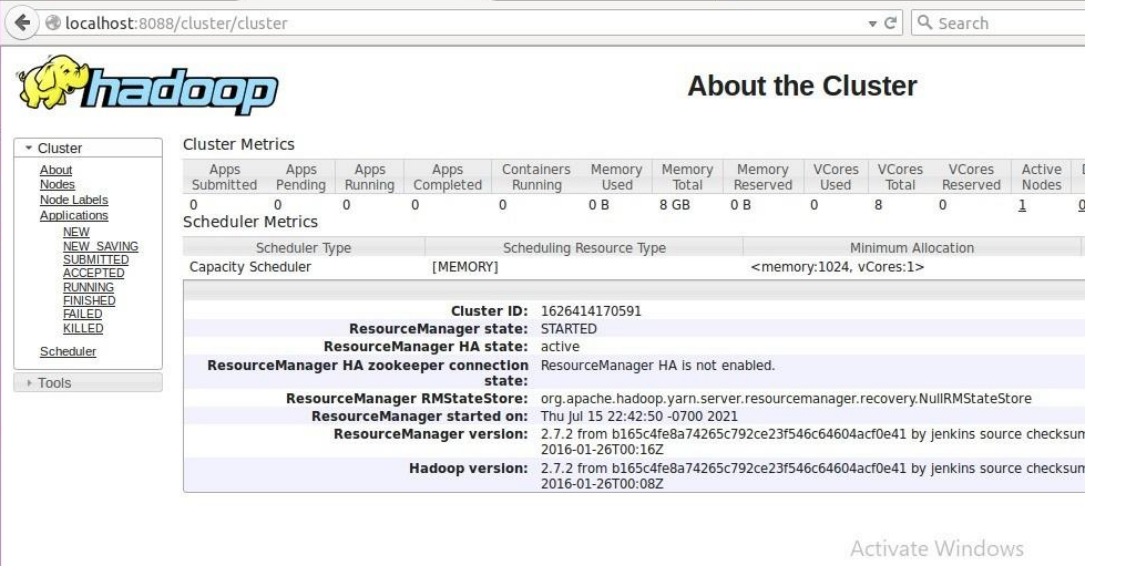 localhost:8088/cluster/cluster
Search
hadoop
About the Cluster
Cluster
About
Nodes
Node Labels
Applications
NEW
NEW_SAVING
SUBMITTED
ACCEPTED
RUNNING
FINISHED
FAILED
KILLED
Scheduler
Tools
Cluster Metrics
Apps Submitted Apps Pending Apps Running Apps Completed Containers Running Memory Used Memory Total Memory Reserved VCores Used VCores Total VCores Reserved Active Nodes
0 0 0 0 0 0 B 8 GB 0 B 0 8 0 1 0
Scheduler Metrics
Scheduler Type Scheduling Resource Type Minimum Allocation
Capacity Scheduler [MEMORY] <memory:1024, vCores:1>
Cluster ID: 1626414170591
ResourceManager state: STARTED
ResourceManager HA state: active
ResourceManager HA zookeeper connection state: ResourceManager HA is not enabled.
ResourceManager RMStateStore: org.apache.hadoop.yarn.server.resourcemanager.recovery.NullRMStateStore
ResourceManager started on: Thu Jul 15 22:42:50 -0700 2021
ResourceManager version: 2.7.2 from b165c4fe8a74265c792ce23f546c64604acf0e41 by jenkins source checksum
2016-01-26T00:16Z
Hadoop version: 2.7.2 from b165c4fe8a74265c792ce23f546c64604acf0e41 by jenkins source checksum
2016-01-26T00:08Z
Activate Windows